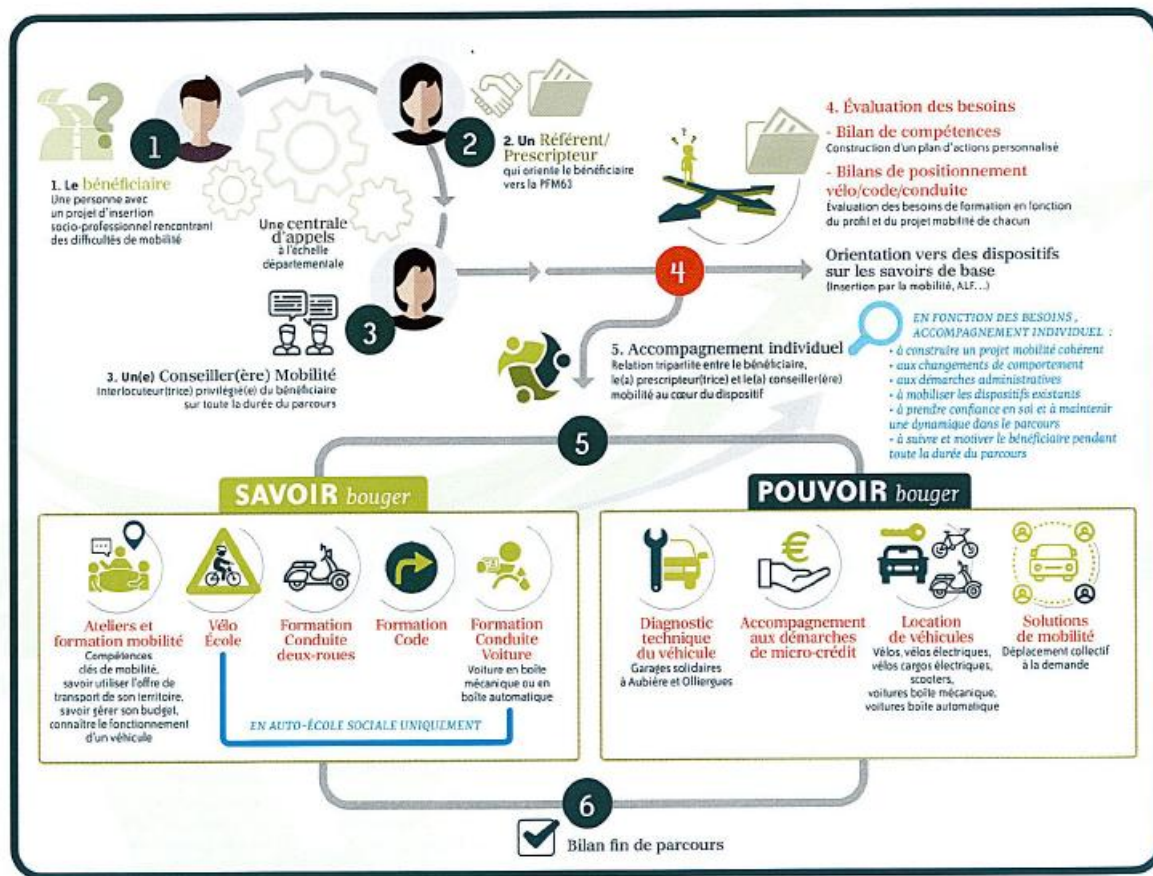 1
1. Le bénéficiaire
Une personne avec
un projet d'insertion
socio-professionnel rencontrant
des difficultés de mobilité
2
2. Un Référent/
Prescripteur
qui oriente le bénéficiaire
vers la PFM63
Une centrale
d'appels
à l'échelle
départementale
3
3. Un(e) Conseiller(ère) Mobilité
Interlocuteur(trice) privilégié(e) du bénéficiaire
sur toute la durée du parcours
4
4. Évaluation des besoins
- Bilan de compétences
Construction d'un plan d'actions personnalisé
- Bilans de positionnement
vélo/code/conduite
Évaluation des besoins de formation en fonction
du profil et du projet mobilité de chacun
Orientation vers des dispositifs
sur les savoirs de base
(Insertion par la mobilité, ALF...)
5. Accompagnement individuel
Relation tripartite entre le bénéficiaire,
le(a) prescripteur(trice) et le(a) conseiller(ère)
mobilité au cœur du dispositif
EN FONCTION DES BESOINS,
ACCOMPAGNEMENT INDIVIDUEL :
• à construire un projet mobilité cohérent
• aux changements de comportement
• aux démarches administratives
• à mobiliser les dispositifs existants
• à prendre confiance en soi et à maintenir
une dynamique dans le parcours
• à suivre et motiver le bénéficiaire pendant
toute la durée du parcours
5
SAVOIR bouger
Ateliers et
formation mobilité
Compétences
clés de mobilité,
savoir utiliser l'offre de
transport de son territoire,
savoir gérer son budget,
connaître le fonctionnement
d'un véhicule
Vélo
École
Formation
Conduite
deux-roues
Formation
Code
Formation
Conduite
Voiture
Voiture en boîte
mécanique ou en
boîte automatique
EN AUTO-ÉCOLE SOCIALE UNIQUEMENT
POUVOIR bouger
Diagnostic
technique
du véhicule
Garages solidaires
à Aubière et Olliergues
Accompagnement
aux démarches
de micro-crédit
Location
de véhicules
Vélos, vélos électriques,
vélos cargos électriques,
scooters,
voitures boîte mécanique,
voitures boîte automatique
Solutions
de mobilité
Déplacement collectif
à la demande
6
Bilan fin de parcours